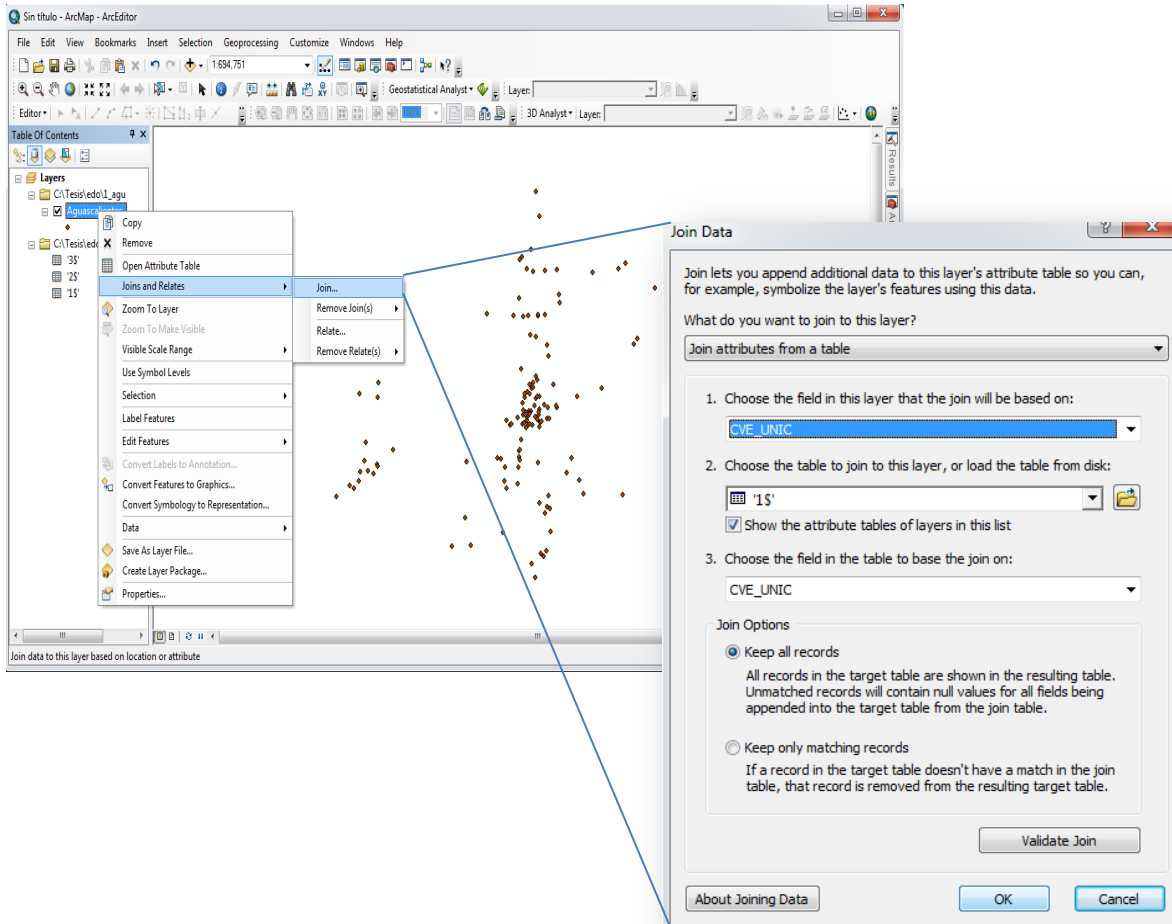 Sin título - ArcMap - ArcEditor
File Edit View Bookmarks Insert Selection Geoprocessing Customize Windows Help
1:694,751
Geostatistical Analyst Layer:
Editor 100% 3D Analyst Layer:
Table Of Contents
Layers
C:\Tesis\edo\1_agu
Aguascalientes
C:\Tesis\edo
'3$'
'2$'
'1$'
Copy
Remove
Open Attribute Table
Joins and Relates
Zoom To Layer
Zoom To Make Visible
Visible Scale Range
Use Symbol Levels
Selection
Label Features
Edit Features
Convert Labels to Annotation...
Convert Features to Graphics...
Convert Symbology to Representation...
Data
Save As Layer File...
Create Layer Package...
Properties...
Join...
Remove Join(s)
Relate...
Remove Relate(s)
Results
Join data to this layer based on location or attribute
Join Data
Join lets you append additional data to this layer's attribute table so you can,
for example, symbolize the layer's features using this data.
What do you want to join to this layer?
Join attributes from a table
1. Choose the field in this layer that the join will be based on:
CVE_UNIC
2. Choose the table to join to this layer, or load the table from disk:
'1$'
Show the attribute tables of layers in this list
3. Choose the field in the table to base the join on:
CVE_UNIC
Join Options
Keep all records
All records in the target table are shown in the resulting table.
Unmatched records will contain null values for all fields being
appended into the target table from the join table.
Keep only matching records
If a record in the target table doesn't have a match in the join
table, that record is removed from the resulting target table.
Validate Join
About Joining Data
OK
Cancel